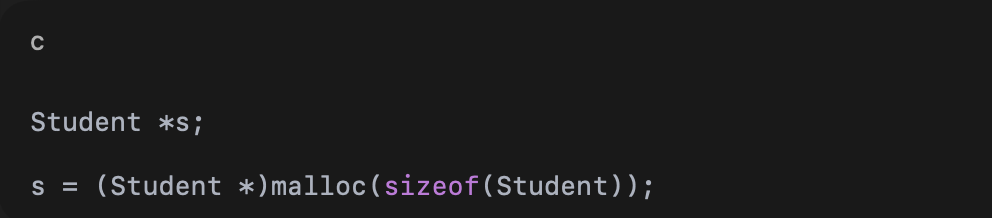 c
Student *s;
s = (Student *)malloc(sizeof(Student));